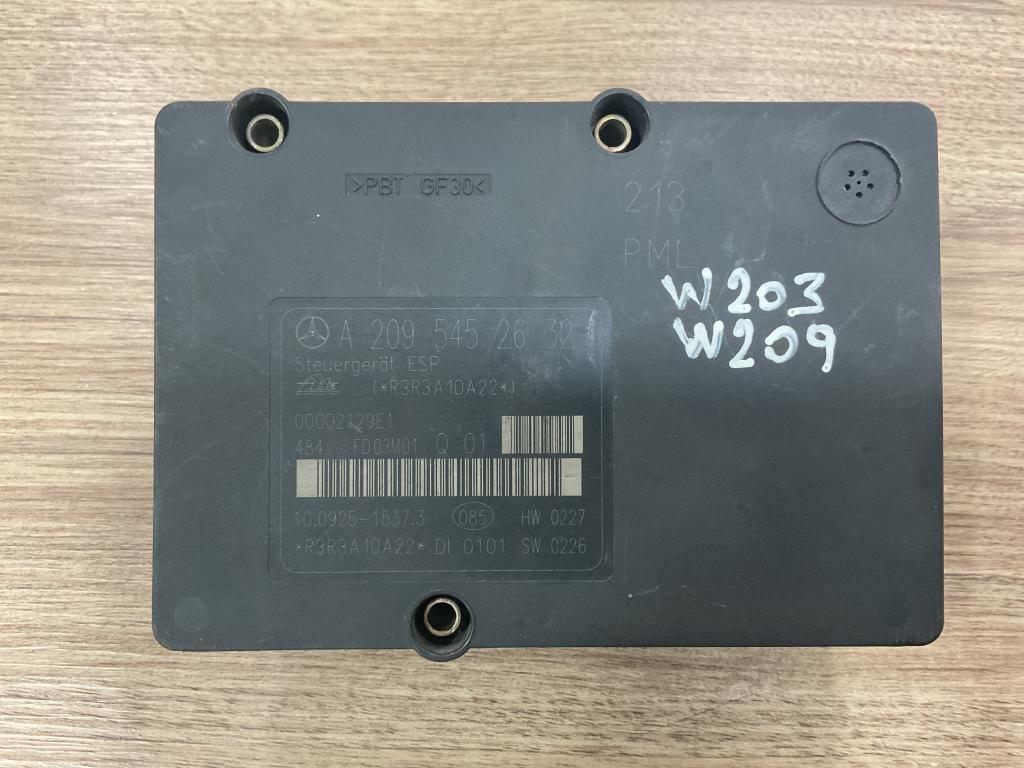 >PBT GF30<
213
PML
W203
W209
A 209 545 26 32
Steuergerät ESP
(*R3R3A10A22*)
00002129E1
484 FD03M01 Q 01
10.0925-1537.3 085 HW 0227
*R3R3A10A22* DI 0101 SW 0226